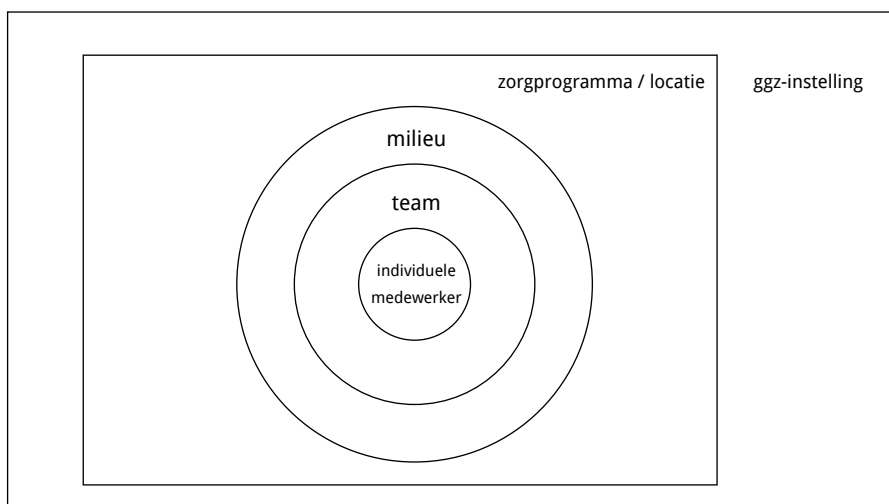 zorgprogramma / locatie
ggz-instelling
milieu
team
individuele
medewerker